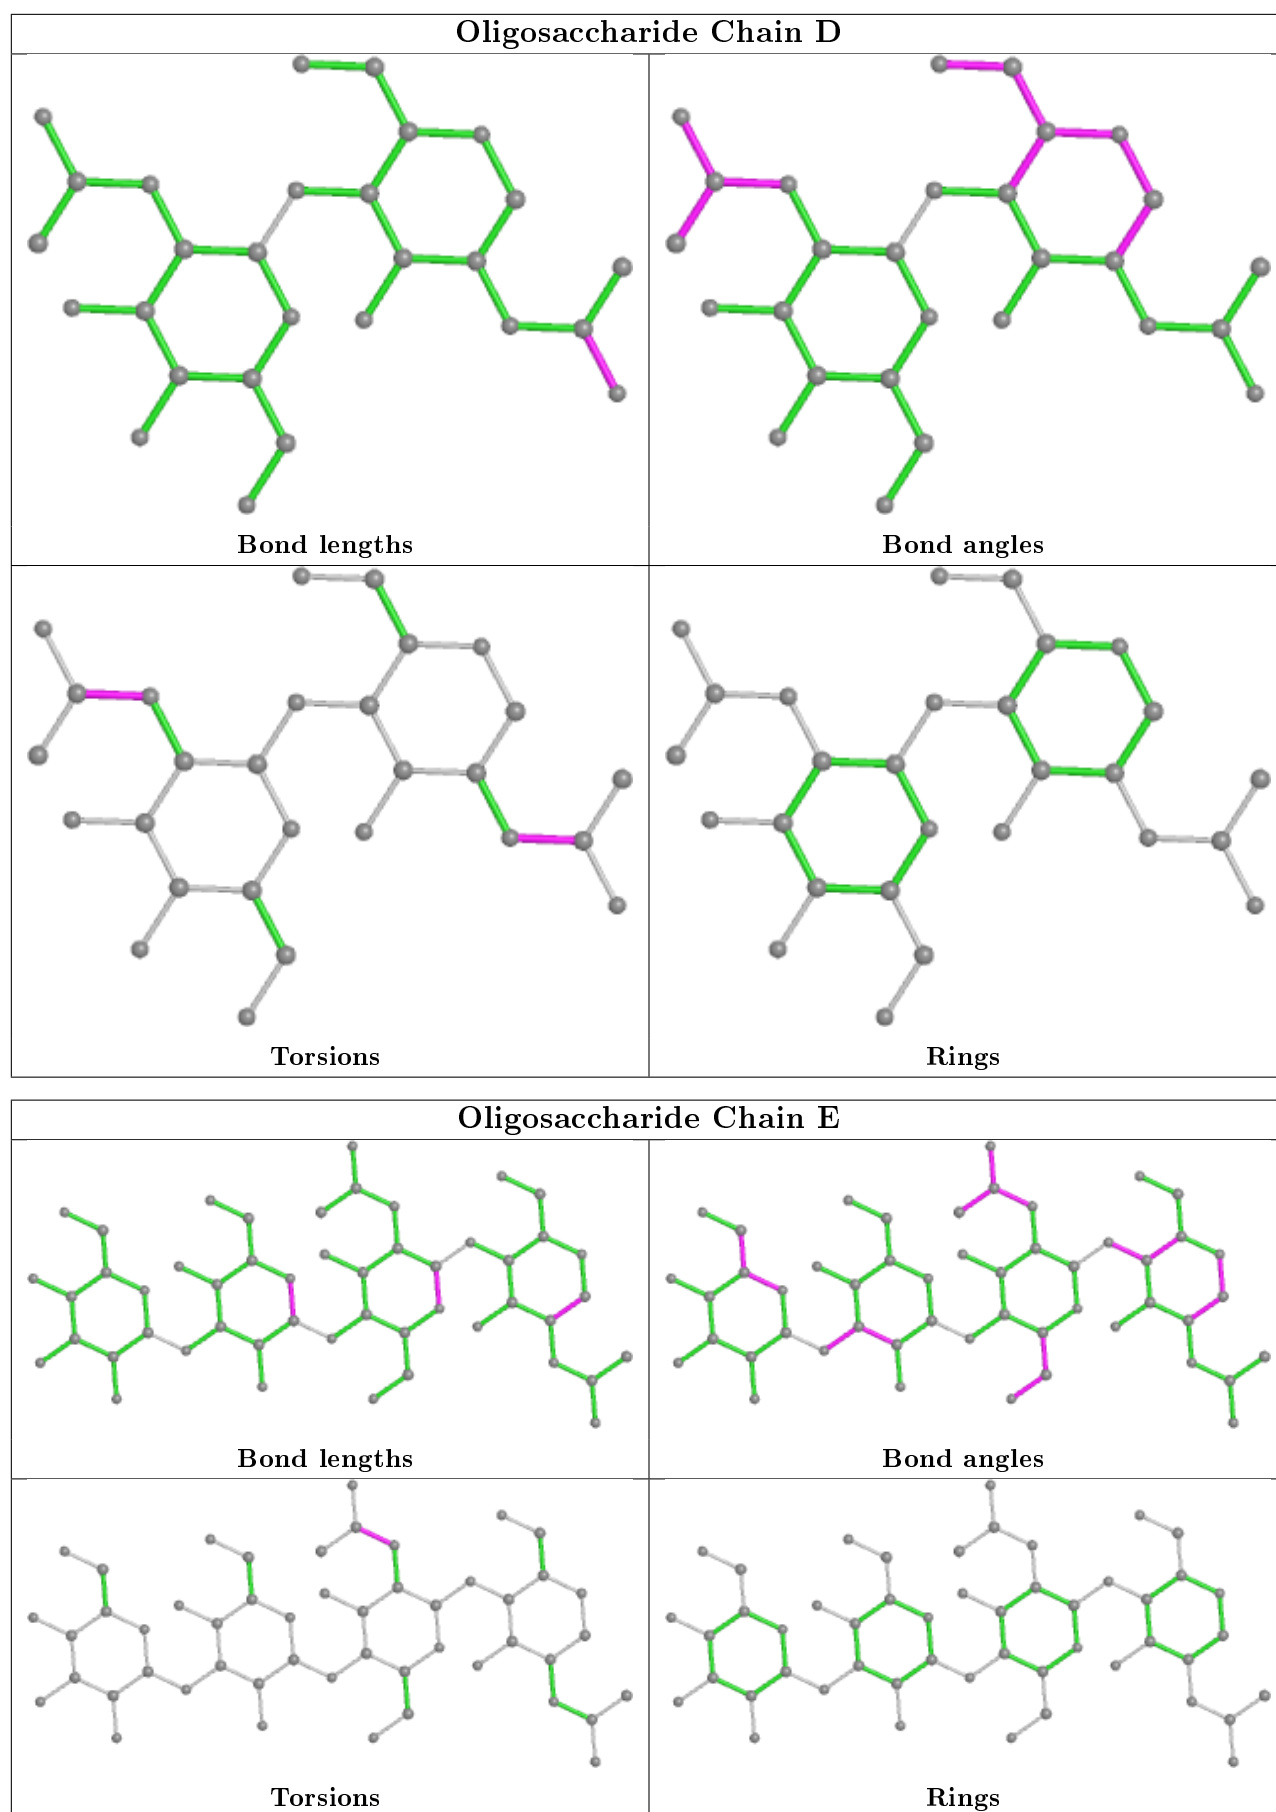 Oligosaccharide Chain D
Bond lengths
Bond angles
Torsions
Rings
Oligosaccharide Chain E
Bond lengths
Bond angles
Torsions
Rings